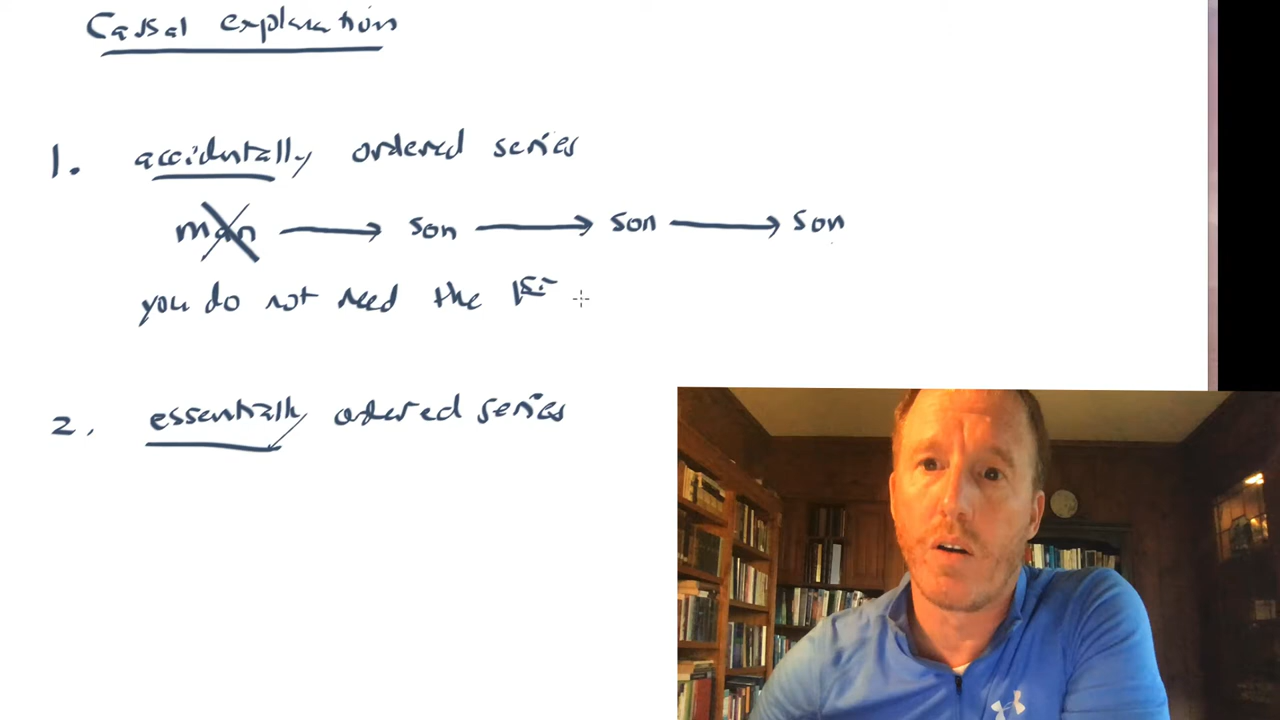 Causal explanation
1. accidentally ordered series
man son son son
you do not need the 1st
2. essentially ordered series